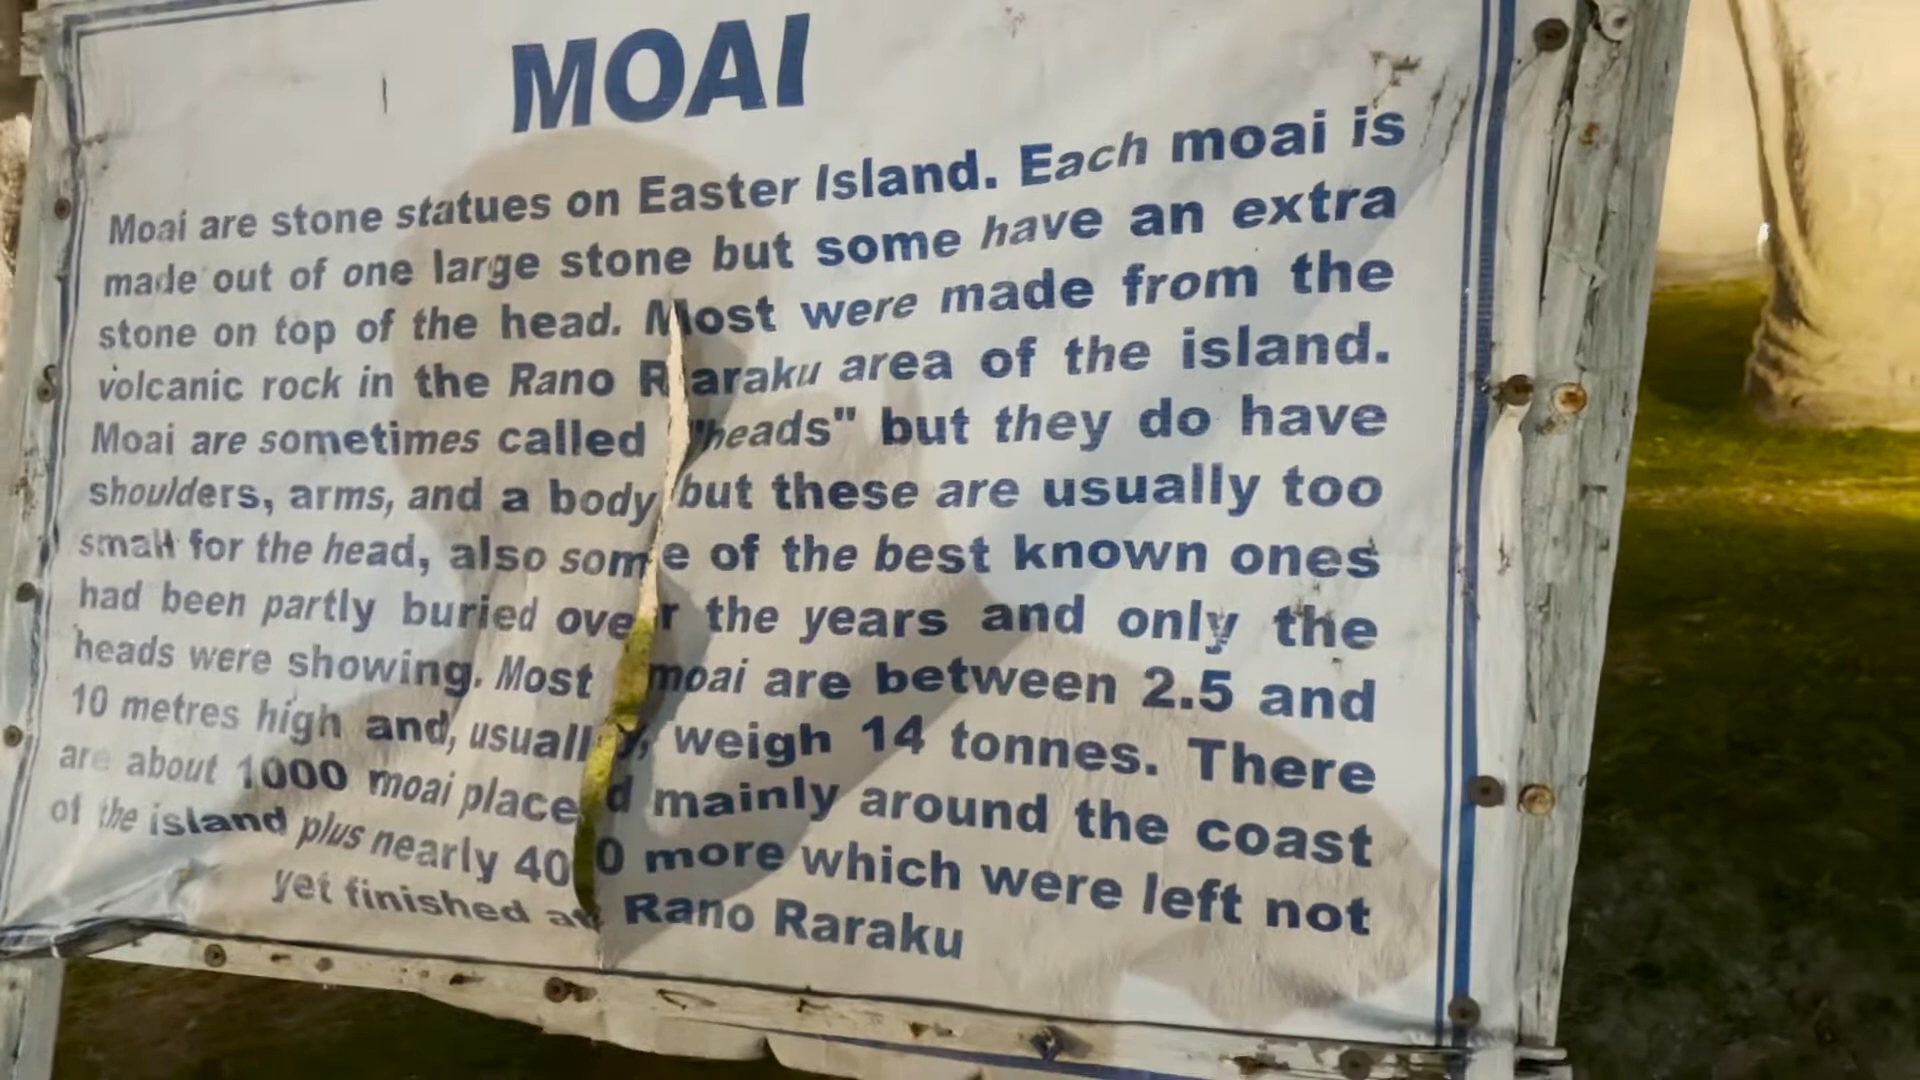 MOAI
Moai are stone statues on Easter Island. Each moai is
made out of one large stone but some have an extra
stone on top of the head. Most were made from the
volcanic rock in the Rano Raraku area of the island.
Moai are sometimes called "heads" but they do have
shoulders, arms, and a body but these are usually too
small for the head, also some of the best known ones
had been partly buried over the years and only the
heads were showing. Most moai are between 2.5 and
10 metres high and, usually, weigh 14 tonnes. There
are about 1000 moai placed mainly around the coast
of the island plus nearly 400 more which were left not
yet finished at Rano Raraku